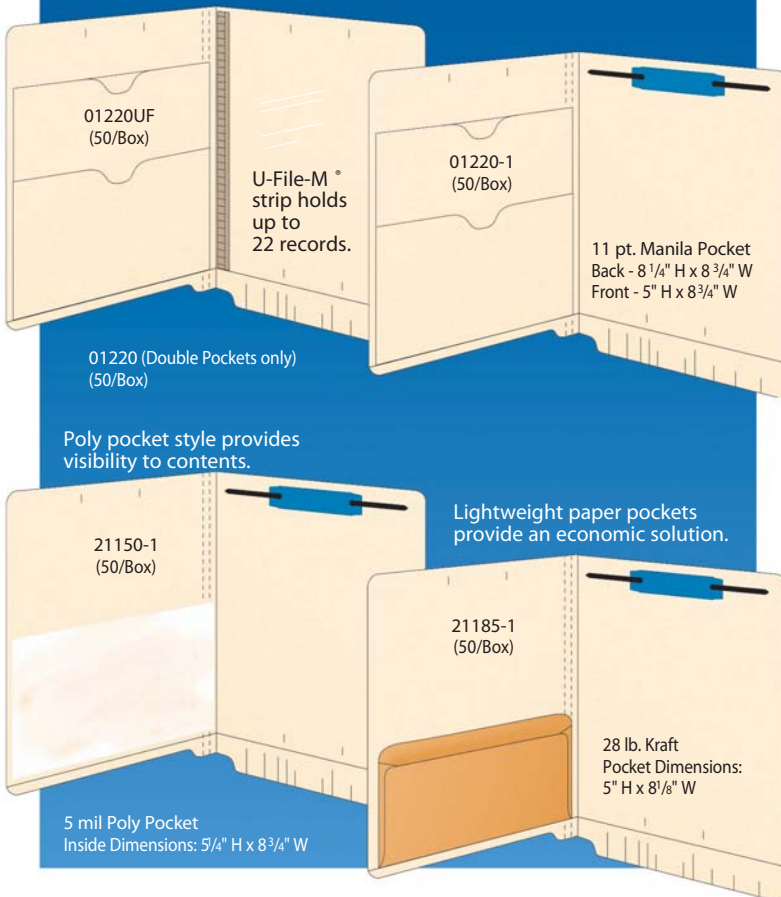 01220UF
(50/Box)
U-File-M ®
strip holds
up to
22 records.
01220-1
(50/Box)
11 pt. Manila Pocket
Back - 8 1/4" H x 8 3/4" W
Front - 5" H x 8 3/4" W
01220 (Double Pockets only)
(50/Box)
Poly pocket style provides
visibility to contents.
21150-1
(50/Box)
Lightweight paper pockets
provide an economic solution.
21185-1
(50/Box)
28 lb. Kraft
Pocket Dimensions:
5" H x 8 1/8" W
5 mil Poly Pocket
Inside Dimensions: 5 1/4" H x 8 3/4" W